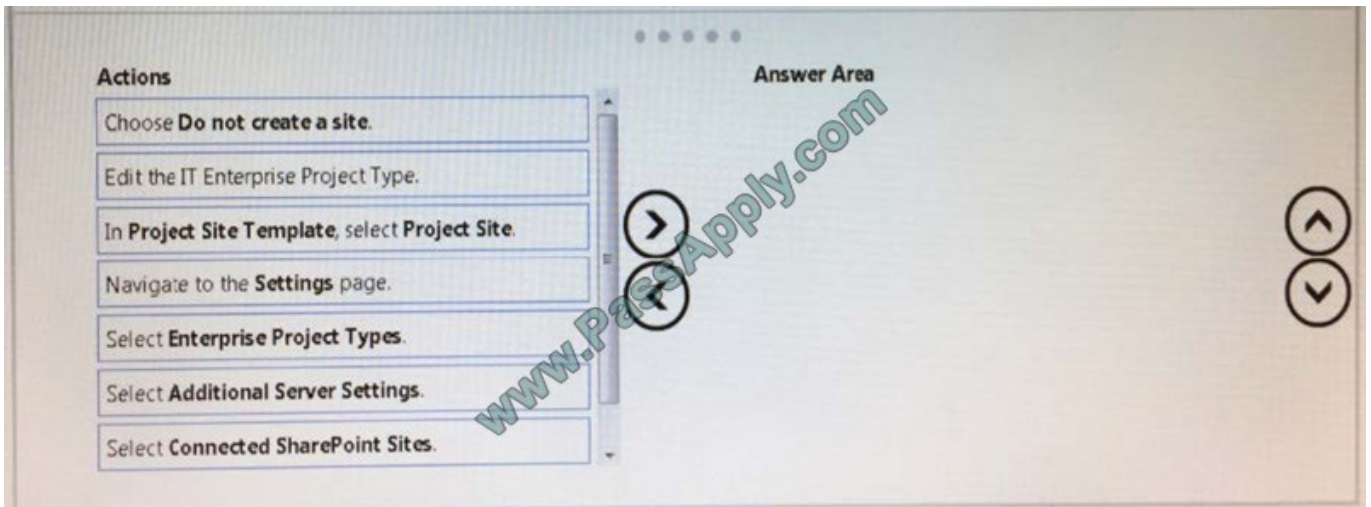 Actions
Answer Area
Choose Do not create a site.
Edit the IT Enterprise Project Type.
In Project Site Template, select Project Site.
Navigate to the Settings page.
Select Enterprise Project Types.
Select Additional Server Settings.
Select Connected SharePoint Sites.
www.PassApply.com